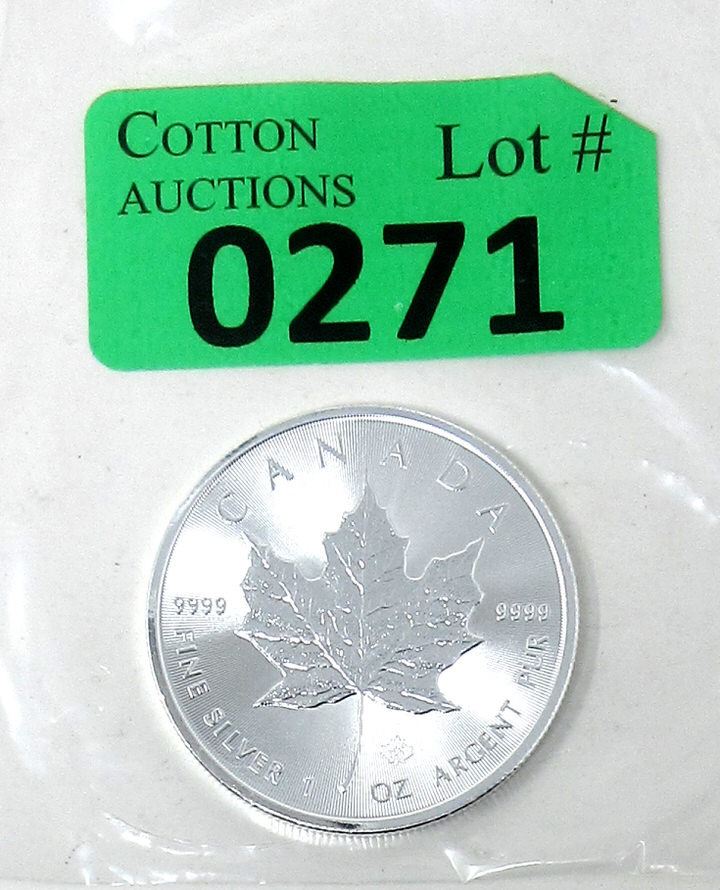 COTTON
AUCTIONS
Lot #
0271
CANADA
9999
9999
FINE SILVER 1 OZ ARGENT PUR